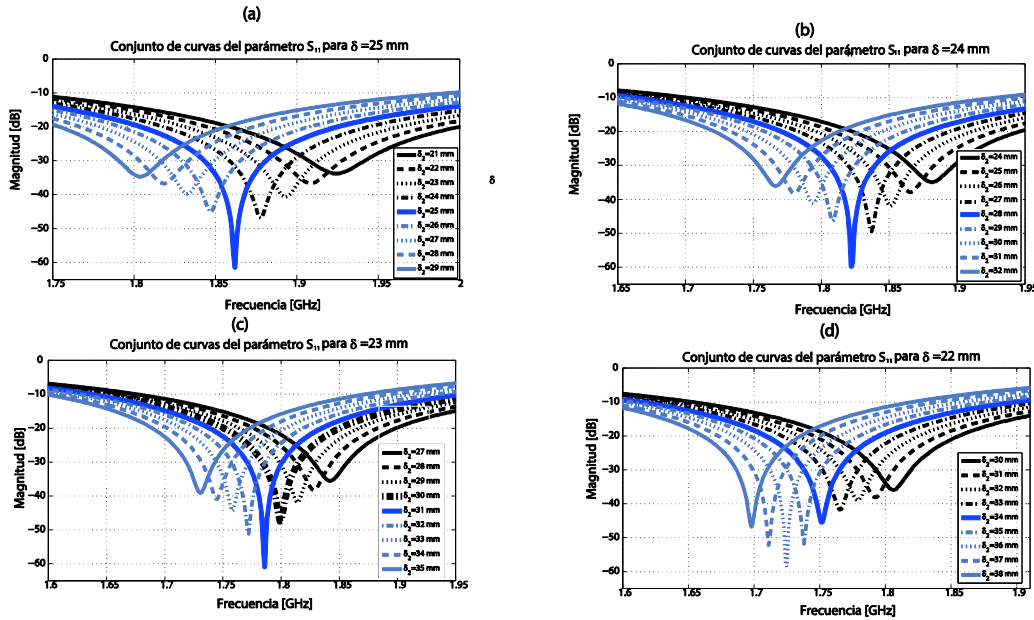 (a)
Conjunto de curvas del parámetro S₁₁ para δ =25 mm
Magnitud [dB]
0
−10
−20
−30
−40
−50
−60
δ₂=21 mm
δ₂=22 mm
δ₂=23 mm
δ₂=24 mm
δ₂=25 mm
δ₂=26 mm
δ₂=27 mm
δ₂=28 mm
δ₂=29 mm
1.75
1.8
1.85
1.9
1.95
2
Frecuencia [GHz]
δ
(b)
Conjunto de curvas del parámetro S₁₁ para δ =24 mm
Magnitud [dB]
0
−10
−20
−30
−40
−50
−60
δ₂=24 mm
δ₂=25 mm
δ₂=26 mm
δ₂=27 mm
δ₂=28 mm
δ₂=29 mm
δ₂=30 mm
δ₂=31 mm
δ₂=32 mm
1.65
1.7
1.75
1.8
1.85
1.9
1.95
Frecuencia [GHz]
(c)
Conjunto de curvas del parámetro S₁₁ para δ =23 mm
Magnitud [dB]
0
−10
−20
−30
−40
−50
−60
δ₂=27 mm
δ₂=28 mm
δ₂=29 mm
δ₂=30 mm
δ₂=31 mm
δ₂=32 mm
δ₂=33 mm
δ₂=34 mm
δ₂=35 mm
1.6
1.65
1.7
1.75
1.8
1.85
1.9
1.95
Frecuencia [GHz]
(d)
Conjunto de curvas del parámetro S₁₁ para δ =22 mm
Magnitud [dB]
0
−10
−20
−30
−40
−50
−60
δ₂=30 mm
δ₂=31 mm
δ₂=32 mm
δ₂=33 mm
δ₂=34 mm
δ₂=35 mm
δ₂=36 mm
δ₂=37 mm
δ₂=38 mm
1.6
1.65
1.7
1.75
1.8
1.85
1.9
Frecuencia [GHz]